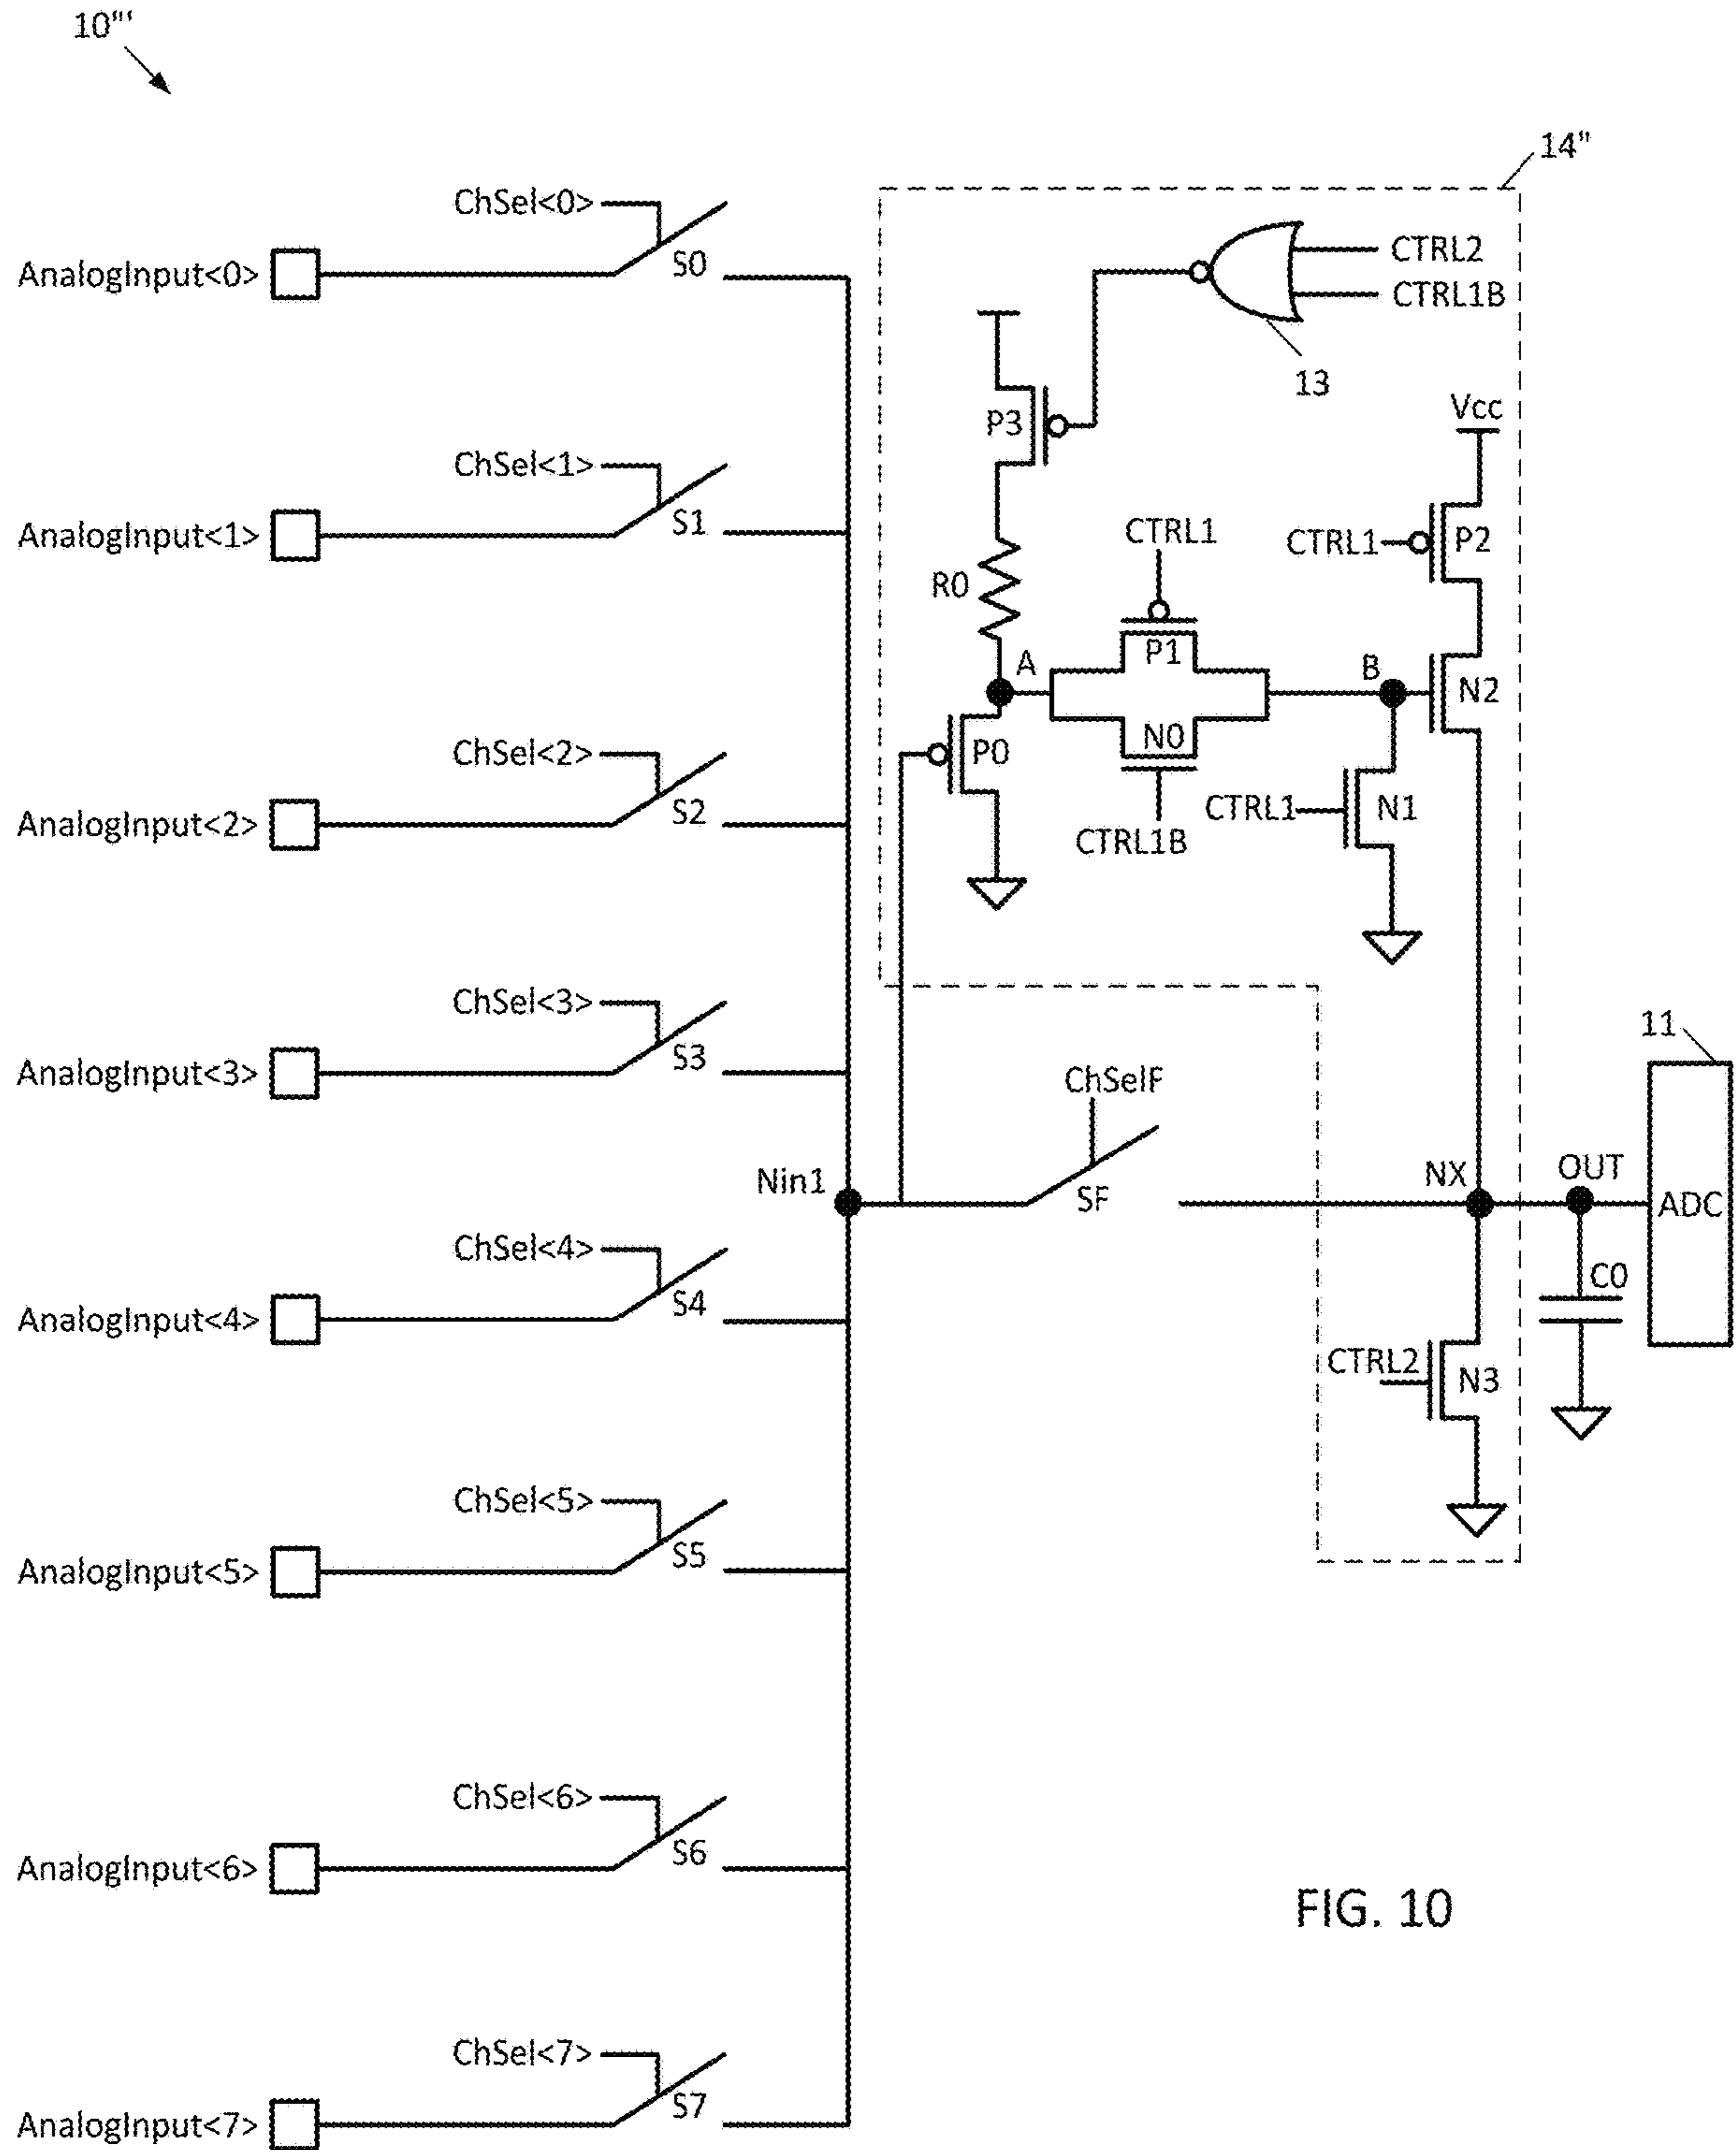 10"'
14"
ChSel<0>
S0
AnalogInput<0>
CTRL2
CTRL1B
13
P3
Vcc
ChSel<1>
S1
AnalogInput<1>
CTRL1
CTRL1
P2
R0
P1
A
B
N2
ChSel<2>
S2
AnalogInput<2>
P0
N0
CTRL1B
CTRL1
N1
ChSel<3>
S3
AnalogInput<3>
11
ChSelF
Nin1
SF
NX
OUT
ADC
ChSel<4>
S4
AnalogInput<4>
C0
CTRL2
N3
ChSel<5>
S5
AnalogInput<5>
ChSel<6>
S6
AnalogInput<6>
FIG. 10
ChSel<7>
S7
AnalogInput<7>